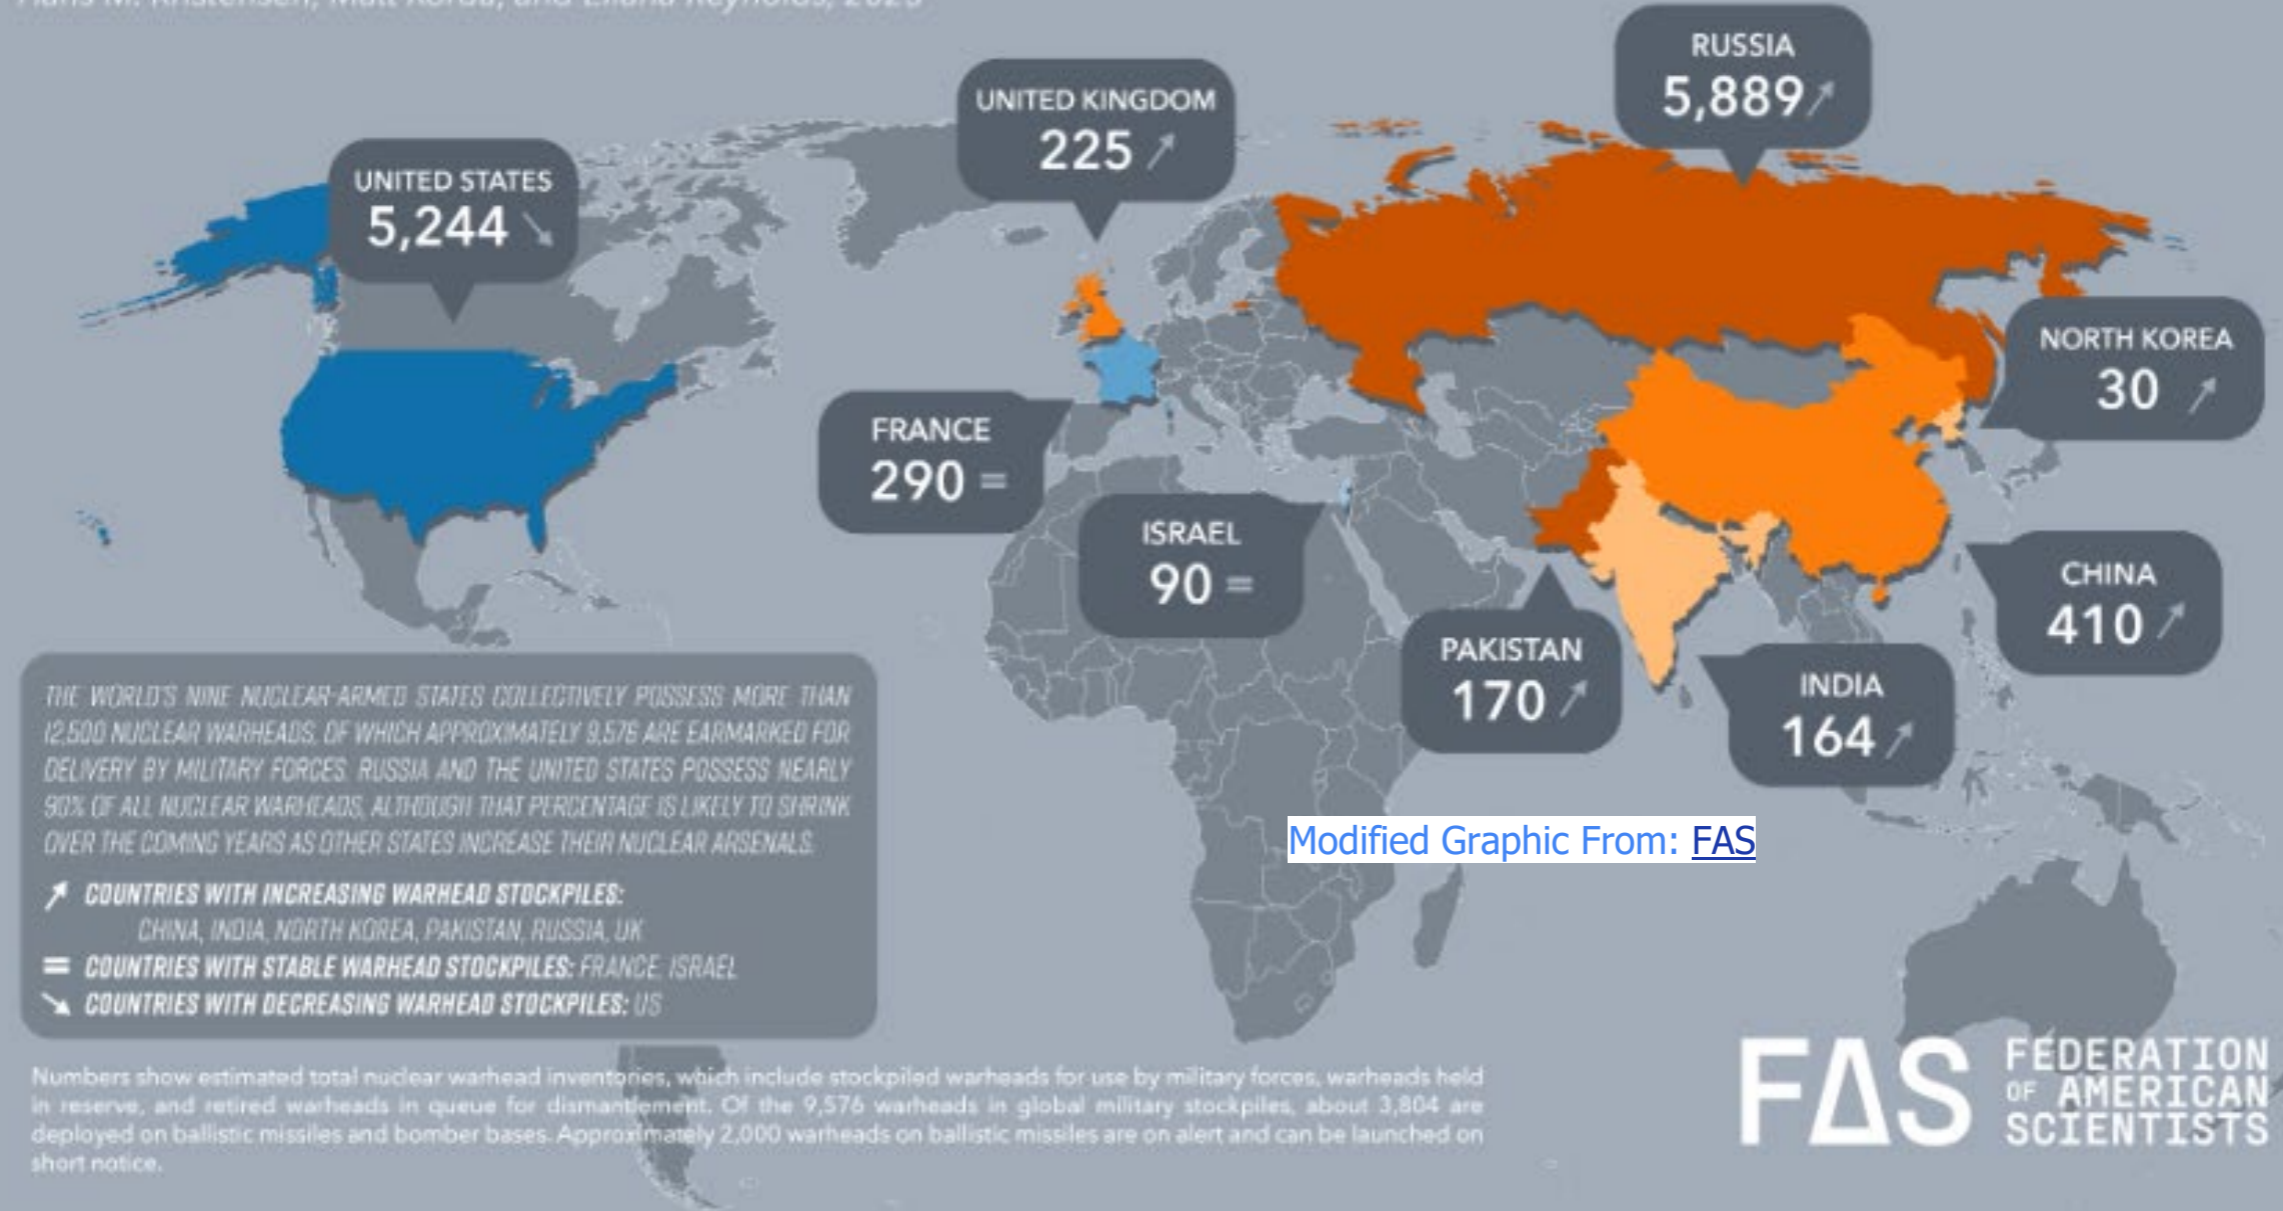 Hans M. Kristensen, Matt Korda, and Eliana Reynolds, 2023
RUSSIA
5,889
UNITED KINGDOM
225
UNITED STATES
5,244
NORTH KOREA
30
FRANCE
290 =
ISRAEL
90 =
CHINA
410
PAKISTAN
170
INDIA
164
THE WORLD'S NINE NUCLEAR-ARMED STATES COLLECTIVELY POSSESS MORE THAN
12,500 NUCLEAR WARHEADS, OF WHICH APPROXIMATELY 9,576 ARE EARMARKED FOR
DELIVERY BY MILITARY FORCES. RUSSIA AND THE UNITED STATES POSSESS NEARLY
90% OF ALL NUCLEAR WARHEADS, ALTHOUGH THAT PERCENTAGE IS LIKELY TO SHRINK
OVER THE COMING YEARS AS OTHER STATES INCREASE THEIR NUCLEAR ARSENALS.
COUNTRIES WITH INCREASING WARHEAD STOCKPILES:
CHINA, INDIA, NORTH KOREA, PAKISTAN, RUSSIA, UK
= COUNTRIES WITH STABLE WARHEAD STOCKPILES: FRANCE, ISRAEL
COUNTRIES WITH DECREASING WARHEAD STOCKPILES: US
Modified Graphic From: FAS
Numbers show estimated total nuclear warhead inventories, which include stockpiled warheads for use by military forces, warheads held
in reserve, and retired warheads in queue for dismantlement. Of the 9,576 warheads in global military stockpiles, about 3,804 are
deployed on ballistic missiles and bomber bases. Approximately 2,000 warheads on ballistic missiles are on alert and can be launched on
short notice.
FAS
FEDERATION
OF AMERICAN
SCIENTISTS